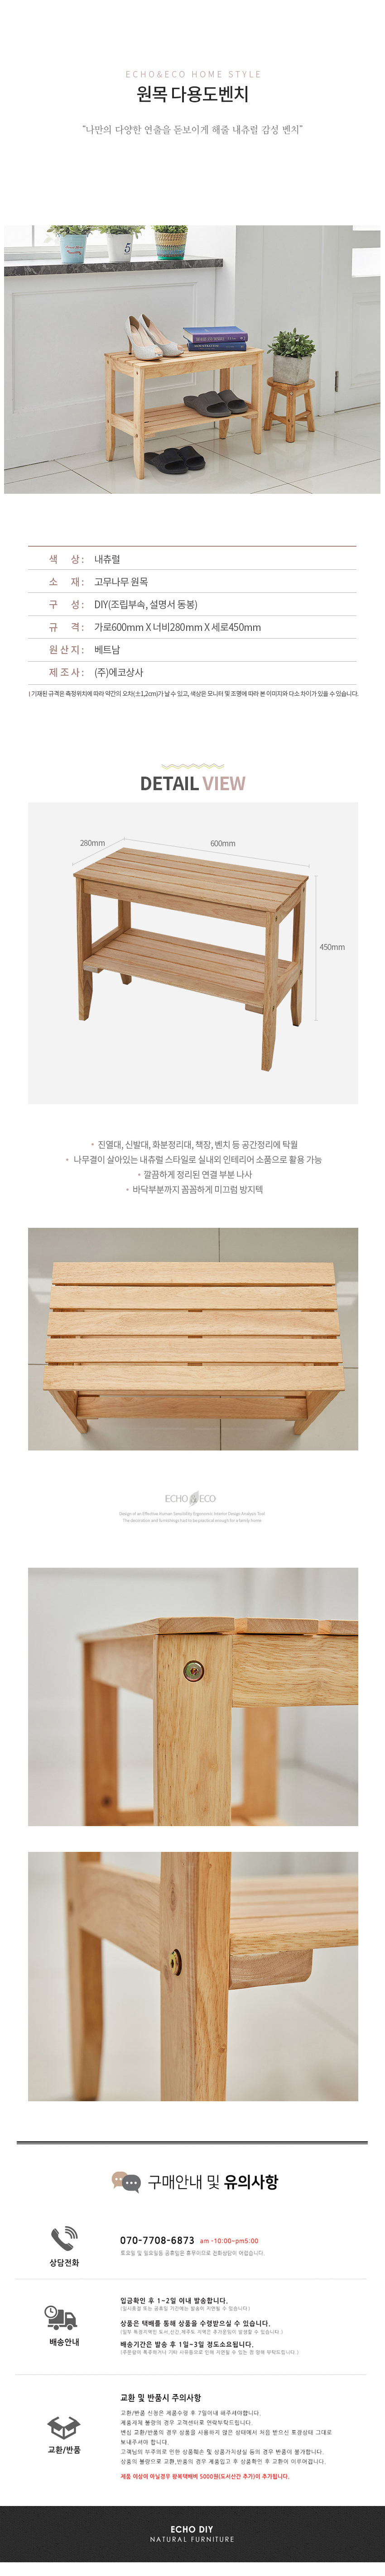 ECHO&ECO HOME STYLE
원목 다용도벤치
"나만의 다양한 연출을 돋보이게 해줄 내츄럴 감성 벤치"
5
색 상 : 내츄럴
소 재 : 고무나무 원목
구 성 : DIY(조립부속, 설명서 동봉)
규 격 : 가로600mm X 너비280mm X 세로450mm
원 산 지 : 베트남
제 조 사 : (주)에코상사
( 기재된 규격은 측정위치에 따라 약간의 오차(±1,2cm)가 날 수 있고, 색상은 모니터 및 조명에 따라 본 이미지와 다소 차이가 있을 수 있습니다.
DETAIL VIEW
280mm
600mm
450mm
* 진열대, 신발대, 화분정리대, 책장, 벤치 등 공간정리에 탁월
* 나무결이 살아있는 내츄럴 스타일로 실내외 인테리어 소품으로 활용 가능
* 깔끔하게 정리된 연결 부분 나사
* 바닥부분까지 꼼꼼하게 미끄럼 방지텍
ECHO ECO
Design of an Effective Human Sensibility Ergonomic Interior Design Analysis Tool
The decoration and furnishings had to be practical enough for a family home
구매안내 및 유의사항
상담전화
070-7708-6873 am -10:00~pm5:00
토요일 및 일요일등 공휴일은 휴무이므로 전화상담이 어렵습니다.
배송안내
입금확인 후 1~2일 이내 발송합니다.
상품은 택배를 통해 상품을 수령받으실 수 있습니다.
배송기간은 발송 후 1일~3일 정도소요됩니다.
교환/반품
교환 및 반품시 주의사항
교환/반품 신청은 제품수령 후 7일이내 해주셔야합니다.
제품자체 불량의 경우 고객센터로 연락부탁드립니다.
변심 교환/반품의 경우 상품을 사용하지 않은 상태에서 처음 받으신 포장상태 그대로
보내주셔야 합니다.
고객님의 부주의로 인한 상품훼손 및 상품가치상실 등의 경우 반품이 불가합니다.
상품의 불량으로 교환,반품의 경우 제품입고 후 상품확인 후 교환이 이루어집니다.
제품 이상이 아닐경우 왕복택배비 5000원(도서산간 추가)이 추가됩니다.
ECHO DIY
NATURAL FURNITURE